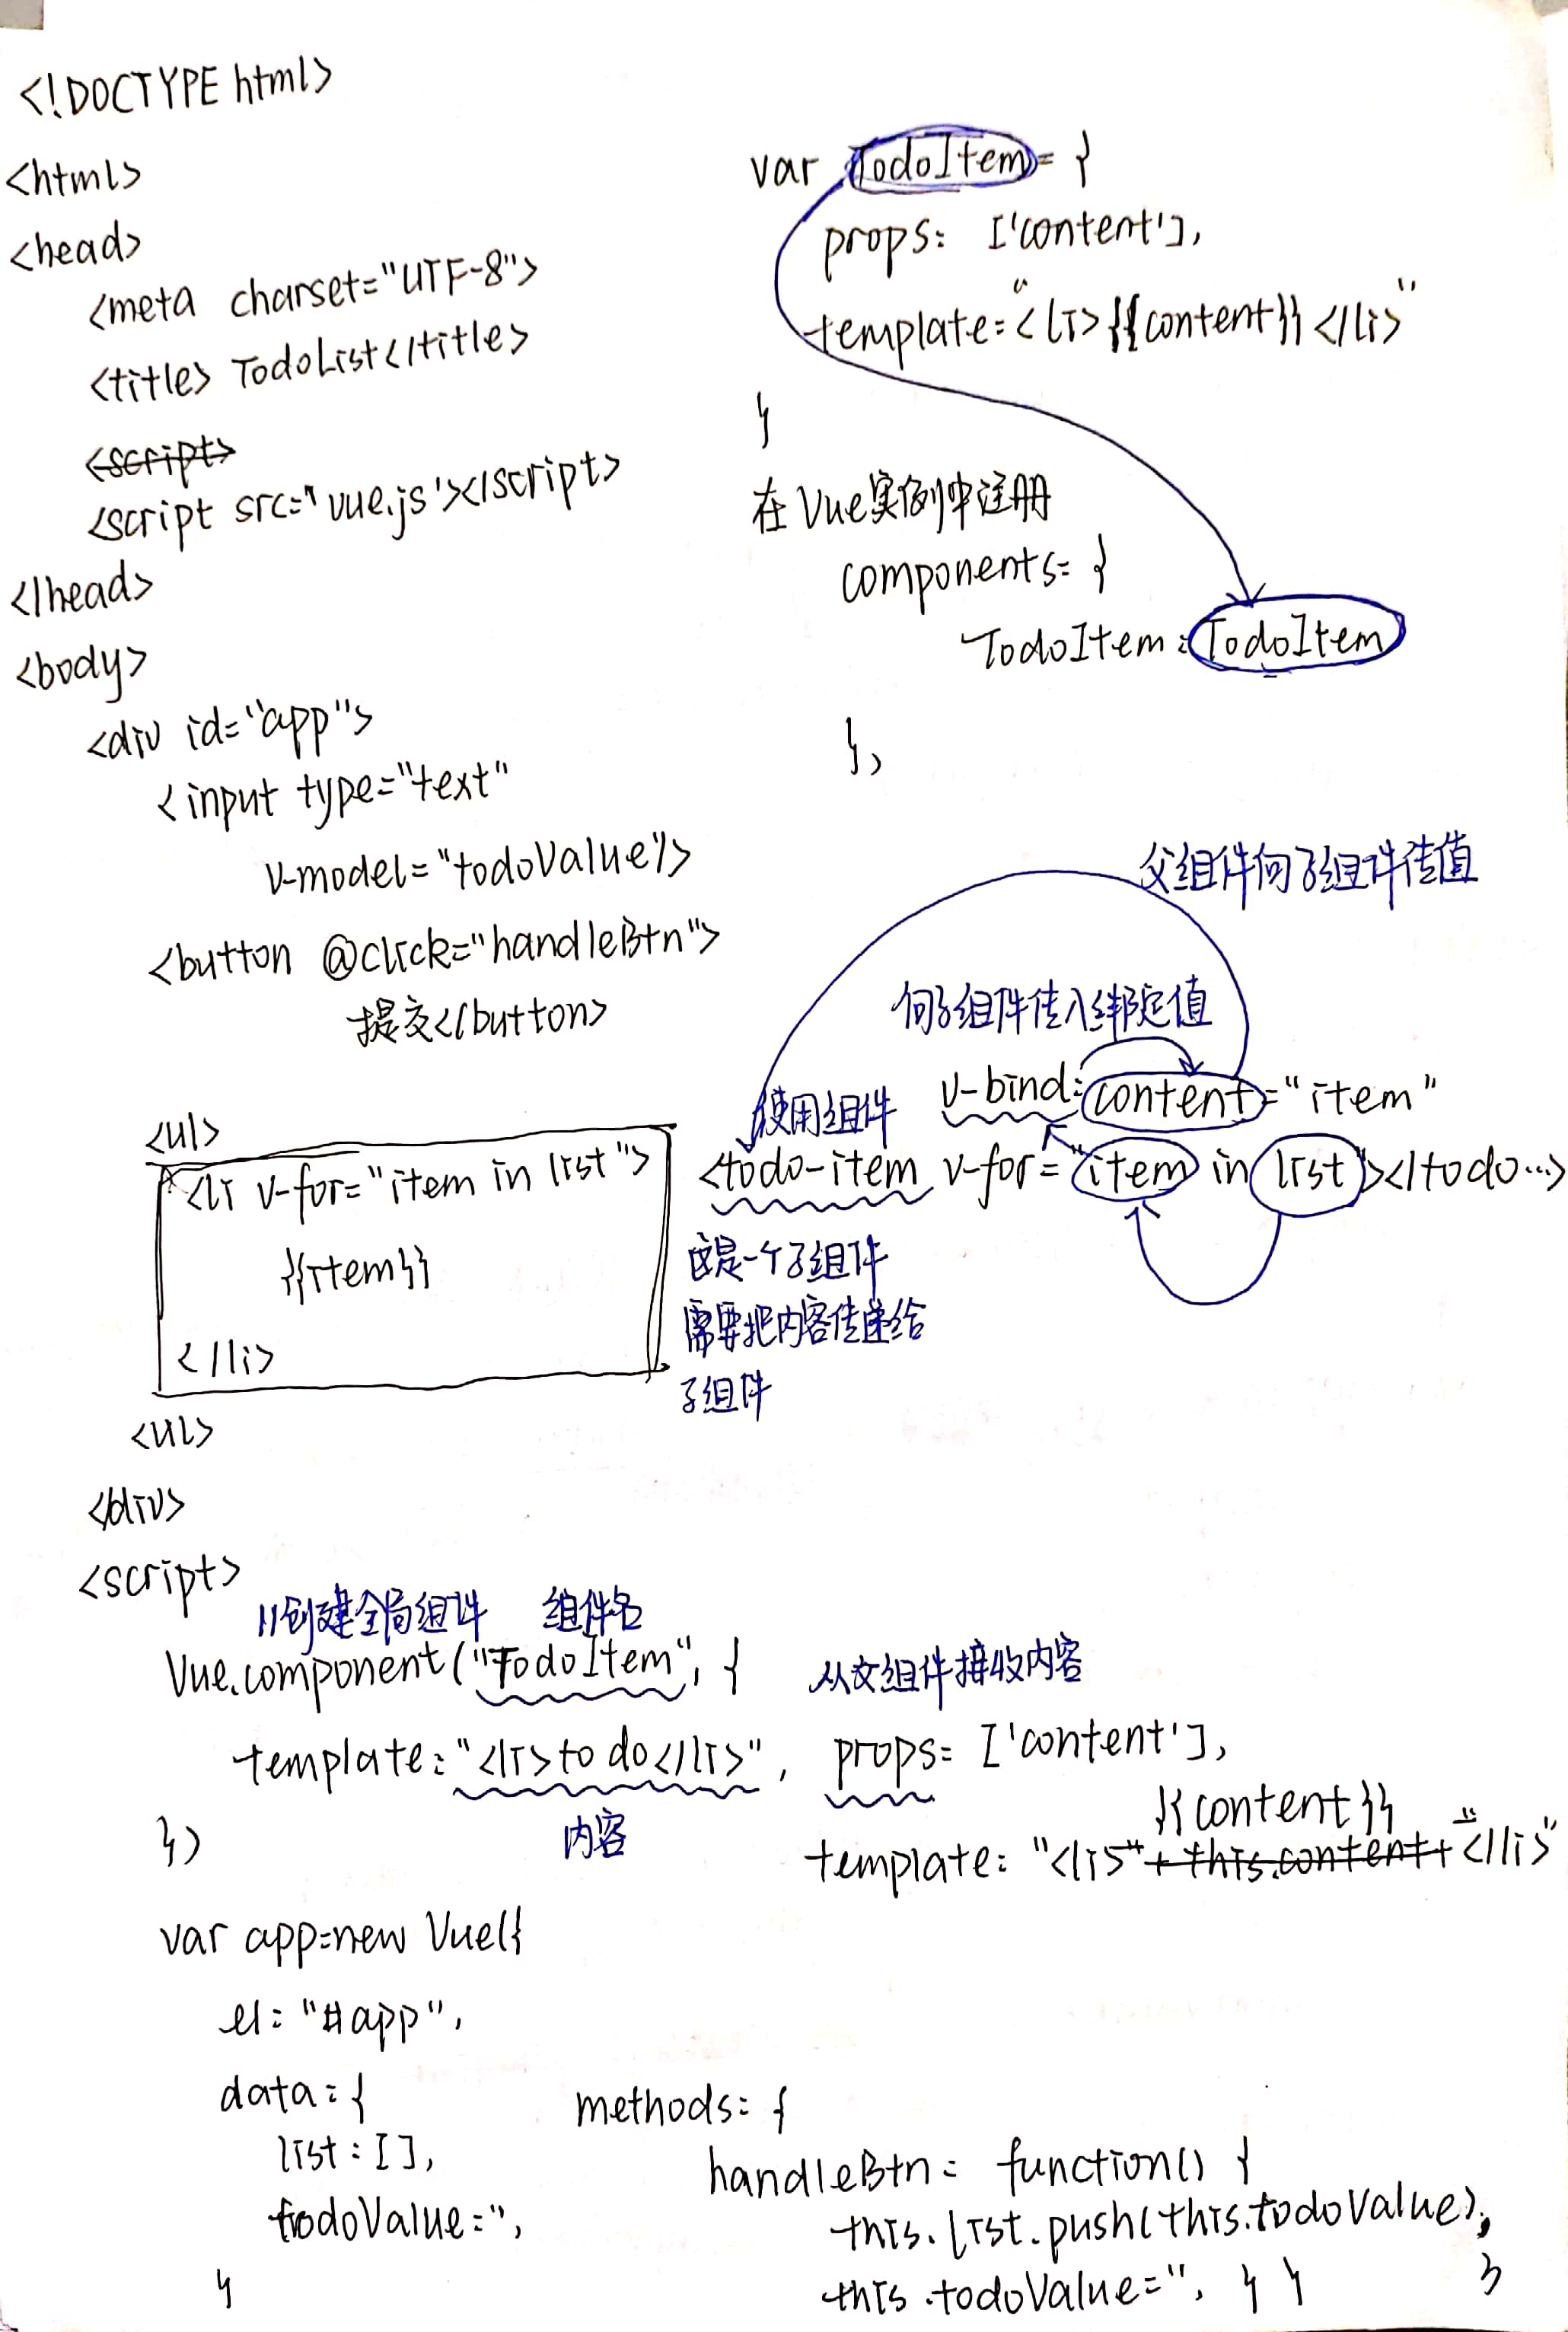 <!DOCTYPE html>
<html>
<head>
<meta charset="UTF-8">
<title> TodoList</title>
<script>
<script src='vue.js'></script>
</head>
<body>
<div id="app">
<input type="text"
v-model="todoValue"/>
<button @click="handleBtn">
提交</button>
<ul>
<li v-for="item in list">
{{item}}
</li>
<ul>
</div>
<script>
//创建全局组件 组件名
Vue.component("TodoItem", {
template: "<li>to do</li>",
内容
})
var app=new Vue({
el: "#app",
data: {
list: [],
todoValue: '',
}
var TodoItem = {
props: ['content'],
template: "<li>{{content}}</li>"
}
在Vue实例中注册
components: {
TodoItem: TodoItem
},
父组件向子组件传值
向子组件传入绑定值
使用组件 v-bind:content="item"
<todo-item v-for="item in list"></todo...>
这是一个子组件
需要把内容传递给
子组件
从父组件接收内容
props: ['content'],
{{content}}
template: "<li>"+this.content+"</li>"
methods: {
handleBtn: function() {
this.list.push(this.todoValue);
this.todoValue='', } }
}